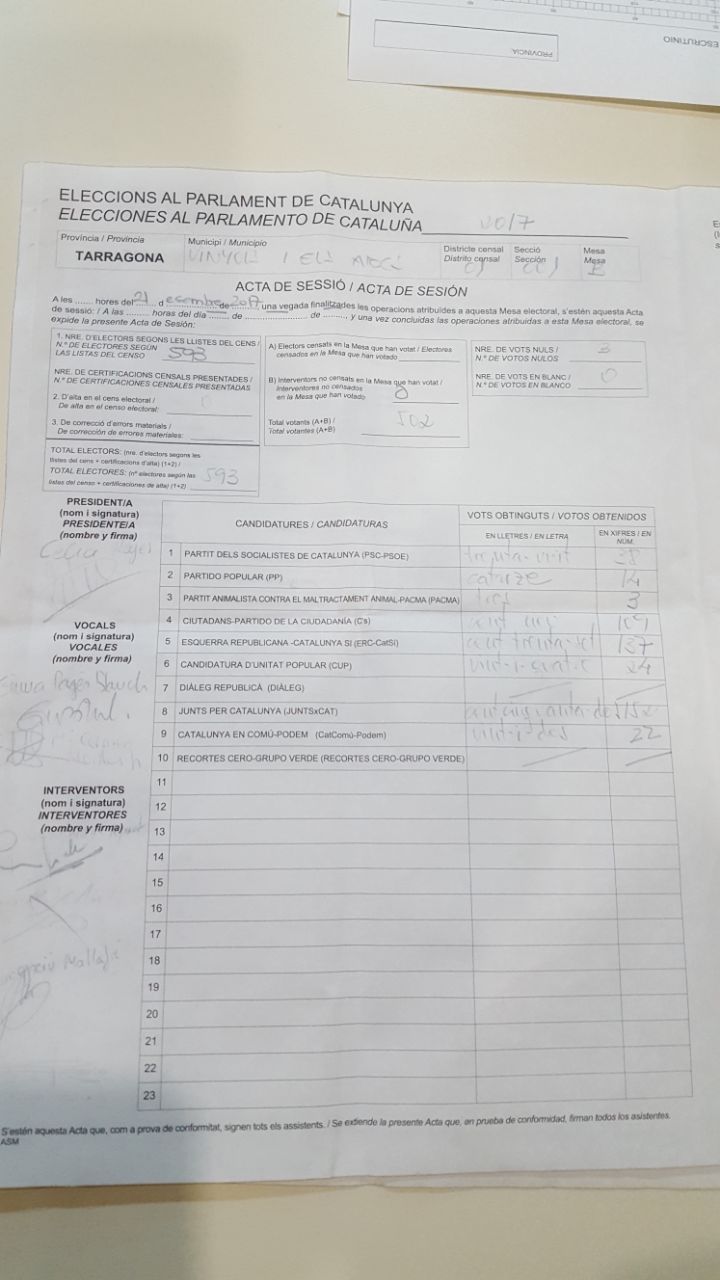 ESCRUTINIO
PROVINCIA
ELECCIONS AL PARLAMENT DE CATALUNYA
ELECCIONES AL PARLAMENTO DE CATALUÑA
Provincia / Provincia
TARRAGONA
Municipi / Municipio
VINYOLS I ELS ARCS
Districte censal
Distrito censal
Secció
Sección
Mesa
Mesa
ACTA DE SESSIÓ / ACTA DE SESIÓN
A les ....... hores del 21 d desembre de 2017, una vegada finalitzades les operacions atribuïdes a aquesta Mesa electoral, s'estén aquesta Acta
de sessió: / A las ........ horas del día ...... de ............ de ........, y una vez concluidas las operaciones atribuidas a esta Mesa electoral, se
expide la presente Acta de Sesión:
1. NRE. D'ELECTORS SEGONS LES LLISTES DEL CENS /
N.º DE ELECTORES SEGÚN
LAS LISTAS DEL CENSO 593
NRE. DE CERTIFICACIONS CENSALS PRESENTADES /
N.º DE CERTIFICACIONES CENSALES PRESENTADAS
2. D'alta en el cens electoral /
De alta en el censo electoral:
3. De correcció d'errors materials /
De corrección de errores materiales:
TOTAL ELECTORS: (nre. d'electors segons les
llistes del cens + certificacions d'alta) (1+2) /
TOTAL ELECTORES: (nº electores según las
listas del censo + certificaciones de alta) (1+2) 593
A) Electors censats en la Mesa que han votat / Electores
censados en la Mesa que han votado
B) Interventors no censats en la Mesa que han votat /
Interventores no censados
en la Mesa que han votado 0
Total votants (A+B) /
Total votantes (A+B) 502
NRE. DE VOTS NULS /
N.º DE VOTOS NULOS 3
NRE. DE VOTS EN BLANC /
N.º DE VOTOS EN BLANCO 0
PRESIDENT/A
(nom i signatura)
PRESIDENTE/A
(nombre y firma)
VOCALS
(nom i signatura)
VOCALES
(nombre y firma)
INTERVENTORS
(nom i signatura)
INTERVENTORES
(nombre y firma)
CANDIDATURES / CANDIDATURAS
VOTS OBTINGUTS / VOTOS OBTENIDOS
EN LLETRES / EN LETRA
EN XIFRES / EN
NÚM.
1 PARTIT DELS SOCIALISTES DE CATALUNYA (PSC-PSOE) trenta-vuit 38
2 PARTIDO POPULAR (PP) catorze 14
3 PARTIT ANIMALISTA CONTRA EL MALTRACTAMENT ANIMAL-PACMA (PACMA) tres 3
4 CIUTADANS-PARTIDO DE LA CIUDADANÍA (C's) cent nou 109
5 ESQUERRA REPUBLICANA -CATALUNYA SÍ (ERC-CatSí) cent trenta-set 137
6 CANDIDATURA D'UNITAT POPULAR (CUP) vint-i-quatre 24
7 DIÀLEG REPUBLICÀ (DIÀLEG)
8 JUNTS PER CATALUNYA (JUNTSxCAT) cent cinquanta-dos 152
9 CATALUNYA EN COMÚ-PODEM (CatComú-Podem) vint-i-dos 22
10 RECORTES CERO-GRUPO VERDE (RECORTES CERO-GRUPO VERDE)
11
12
13
14
15
16
17
18
19
20
21
22
23
S'estén aquesta Acta que, com a prova de conformitat, signen tots els assistents. / Se extiende la presente Acta que, en prueba de conformidad, firman todos los asistentes.
ASM